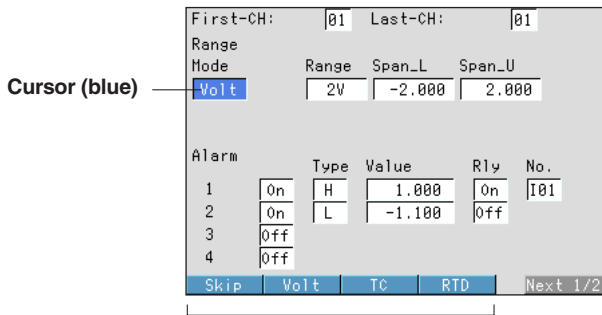 First-CH: 01 Last-CH: 01
Range
Mode Range Span_L Span_U
Cursor (blue)
Volt 2V -2.000 2.000
Alarm
Type Value Rly No.
1 On H 1.000 On I01
2 On L -1.100 Off
3 Off
4 Off
Skip Volt TC RTD Next 1/2